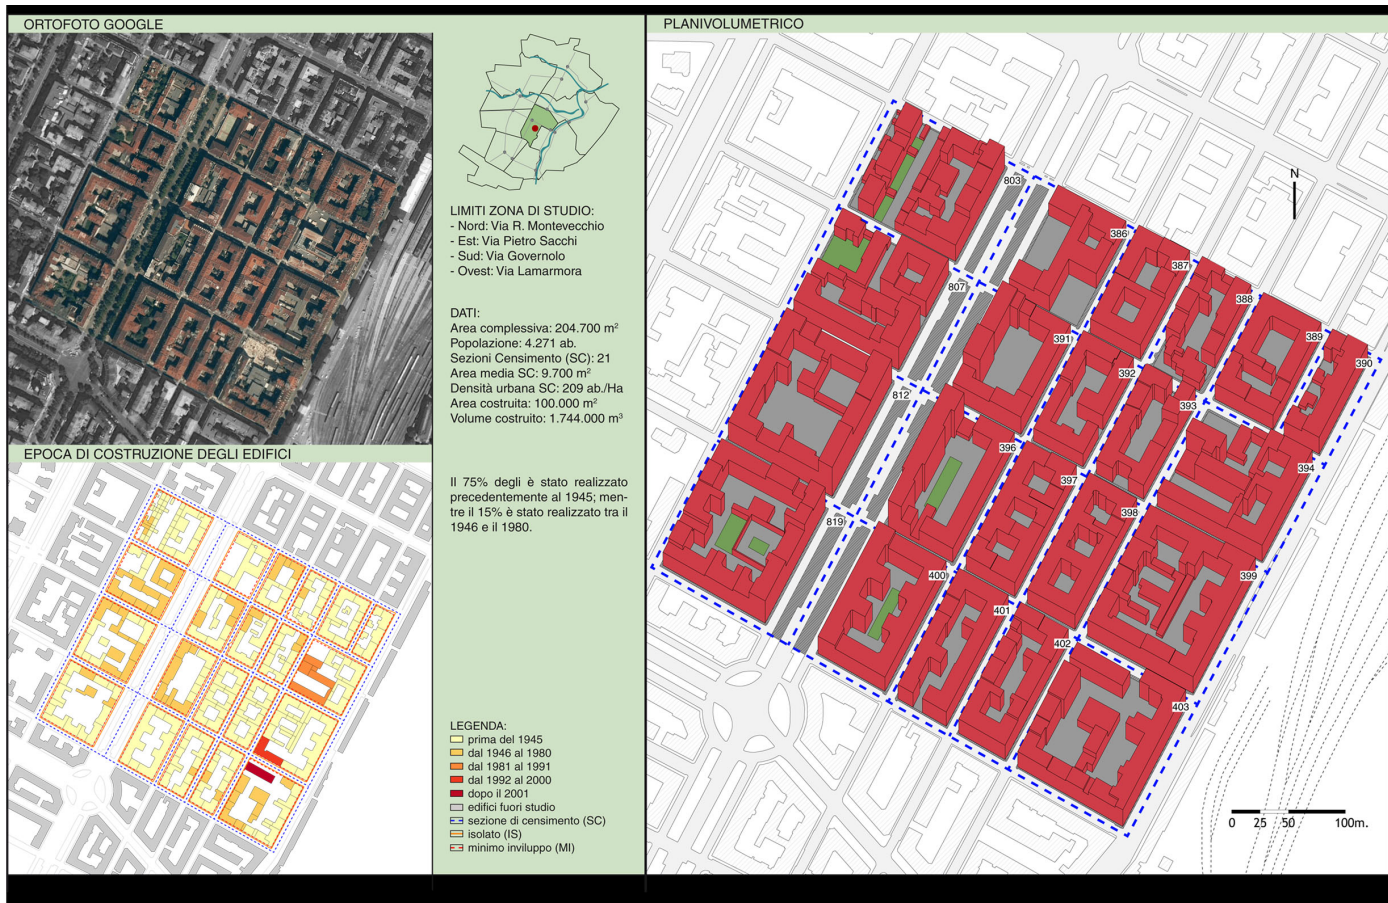 ORTOFOTO GOOGLE
PLANIVOLUMETRICO
LIMITI ZONA DI STUDIO:
- Nord: Via R. Montevecchio
- Est: Via Pietro Sacchi
- Sud: Via Governolo
- Ovest: Via Lamarmora
DATI:
Area complessiva: 204.700 m²
Popolazione: 4.271 ab.
Sezioni Censimento (SC): 21
Area media SC: 9.700 m²
Densità urbana SC: 209 ab./Ha
Area costruita: 100.000 m²
Volume costruito: 1.744.000 m³
EPOCA DI COSTRUZIONE DEGLI EDIFICI
Il 75% degli è stato realizzato
precedentemente al 1945; men-
tre il 15% è stato realizzato tra il
1946 e il 1980.
LEGENDA:
prima del 1945
dal 1946 al 1980
dal 1981 al 1991
dal 1992 al 2000
dopo il 2001
edifici fuori studio
sezione di censimento (SC)
isolato (IS)
minimo inviluppo (MI)
N
803
386
387
388
389
390
807
391
392
393
394
812
396
397
398
399
819
400
401
402
403
0 25 50 100m.